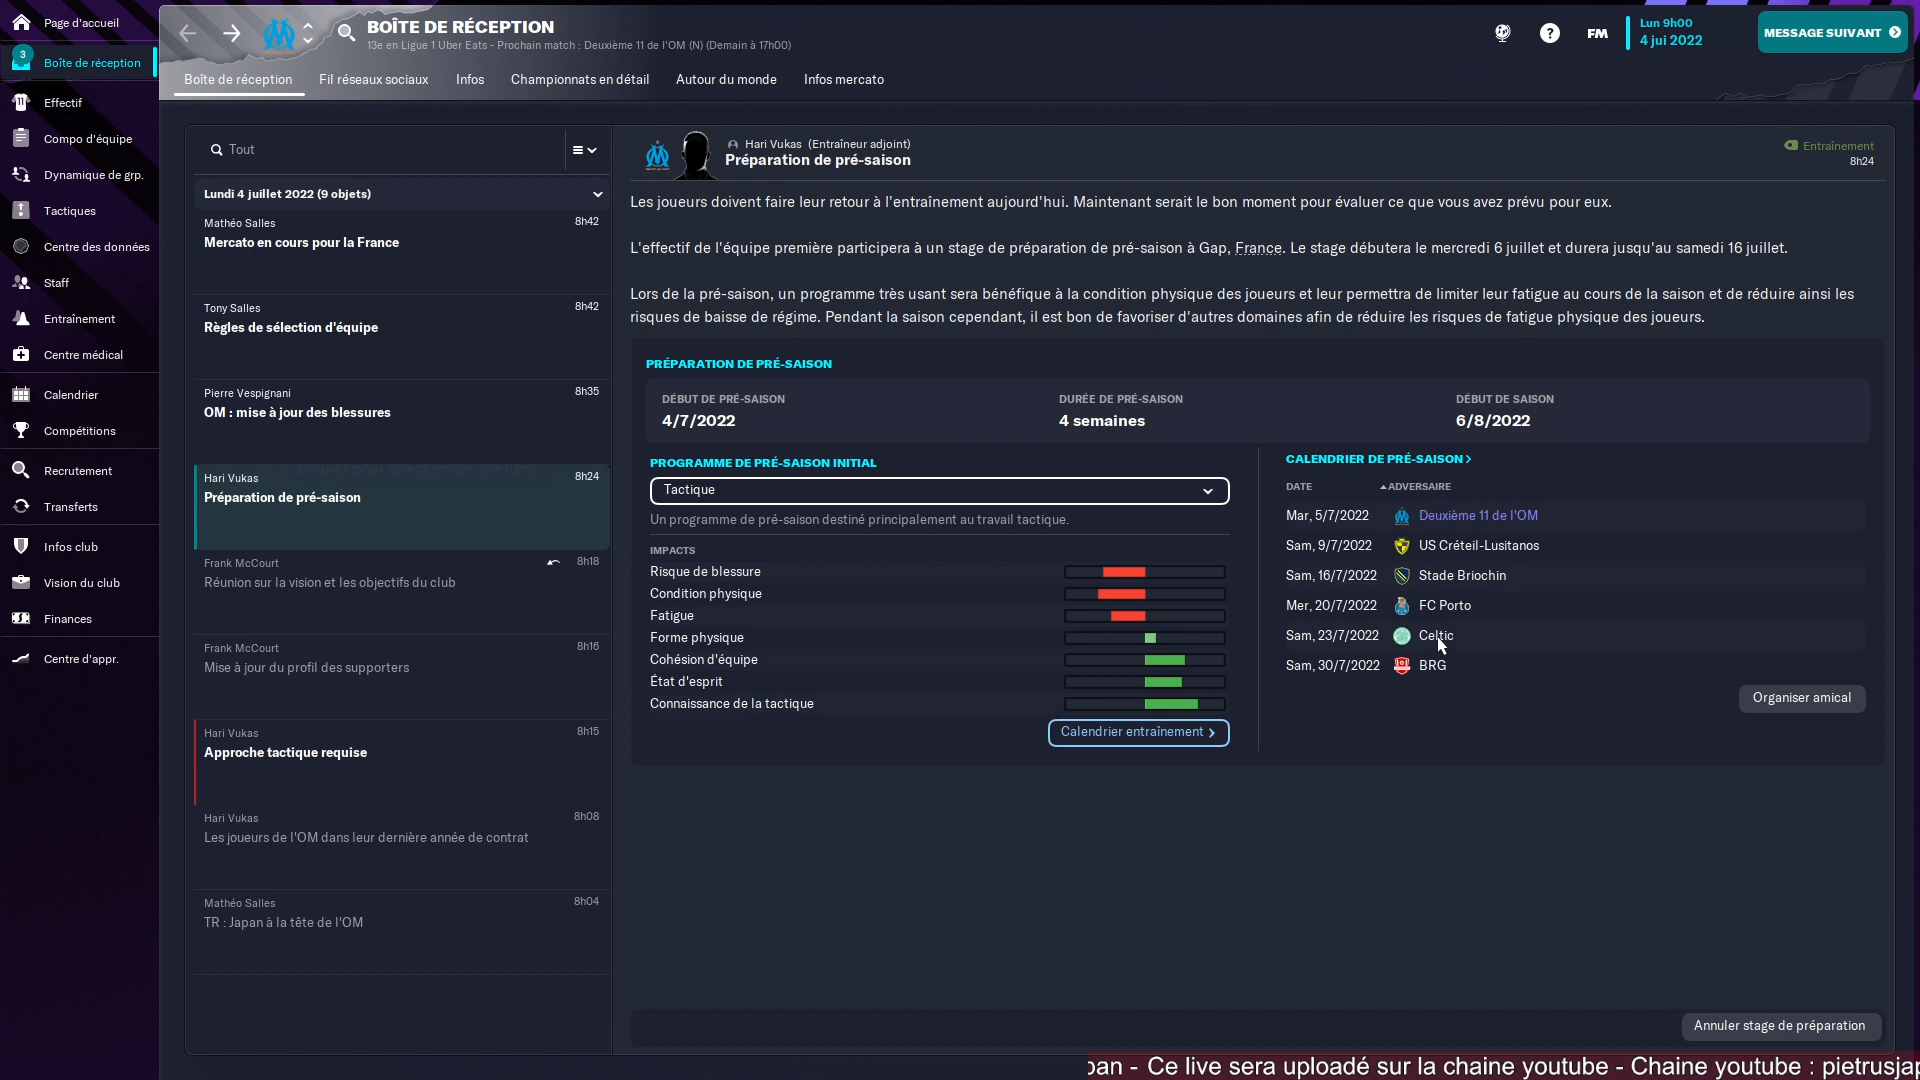 Page d'accueil
3
Boîte de réception
Effectif
Compo d'équipe
Dynamique de grp.
Tactiques
Centre des données
Staff
Entraînement
Centre médical
Calendrier
Compétitions
Recrutement
Transferts
Infos club
Vision du club
Finances
Centre d'appr.
BOÎTE DE RÉCEPTION
13e en Ligue 1 Uber Eats - Prochain match : Deuxième 11 de l'OM (N) (Demain à 17h00)
FM
Lun 9h00
4 jui 2022
MESSAGE SUIVANT
Boîte de réception
Fil réseaux sociaux
Infos
Championnats en détail
Autour du monde
Infos mercato
Tout
Lundi 4 juillet 2022 (9 objets)
Mathéo Salles 8h42
Mercato en cours pour la France
Tony Salles 8h42
Règles de sélection d'équipe
Pierre Vespignani 8h35
OM : mise à jour des blessures
Hari Vukas 8h24
Préparation de pré-saison
Frank McCourt 8h18
Réunion sur la vision et les objectifs du club
Frank McCourt 8h16
Mise à jour du profil des supporters
Hari Vukas 8h15
Approche tactique requise
Hari Vukas 8h08
Les joueurs de l'OM dans leur dernière année de contrat
Mathéo Salles 8h04
TR : Japan à la tête de l'OM
Hari Vukas (Entraîneur adjoint)
Préparation de pré-saison
Entraînement
8h24
Les joueurs doivent faire leur retour à l'entraînement aujourd'hui. Maintenant serait le bon moment pour évaluer ce que vous avez prévu pour eux.
L'effectif de l'équipe première participera à un stage de préparation de pré-saison à Gap, France. Le stage débutera le mercredi 6 juillet et durera jusqu'au samedi 16 juillet.
Lors de la pré-saison, un programme très usant sera bénéfique à la condition physique des joueurs et leur permettra de limiter leur fatigue au cours de la saison et de réduire ainsi les
risques de baisse de régime. Pendant la saison cependant, il est bon de favoriser d'autres domaines afin de réduire les risques de fatigue physique des joueurs.
PRÉPARATION DE PRÉ-SAISON
DÉBUT DE PRÉ-SAISON
4/7/2022
DURÉE DE PRÉ-SAISON
4 semaines
DÉBUT DE SAISON
6/8/2022
PROGRAMME DE PRÉ-SAISON INITIAL
Tactique
Un programme de pré-saison destiné principalement au travail tactique.
IMPACTS
Risque de blessure
Condition physique
Fatigue
Forme physique
Cohésion d'équipe
État d'esprit
Connaissance de la tactique
Calendrier entraînement
CALENDRIER DE PRÉ-SAISON
DATE ADVERSAIRE
Mar, 5/7/2022 Deuxième 11 de l'OM
Sam, 9/7/2022 US Créteil-Lusitanos
Sam, 16/7/2022 Stade Briochin
Mer, 20/7/2022 FC Porto
Sam, 23/7/2022 Celtic
Sam, 30/7/2022 BRG
Organiser amical
Annuler stage de préparation
pan - Ce live sera uploadé sur la chaine youtube - Chaine youtube : pietrusjap